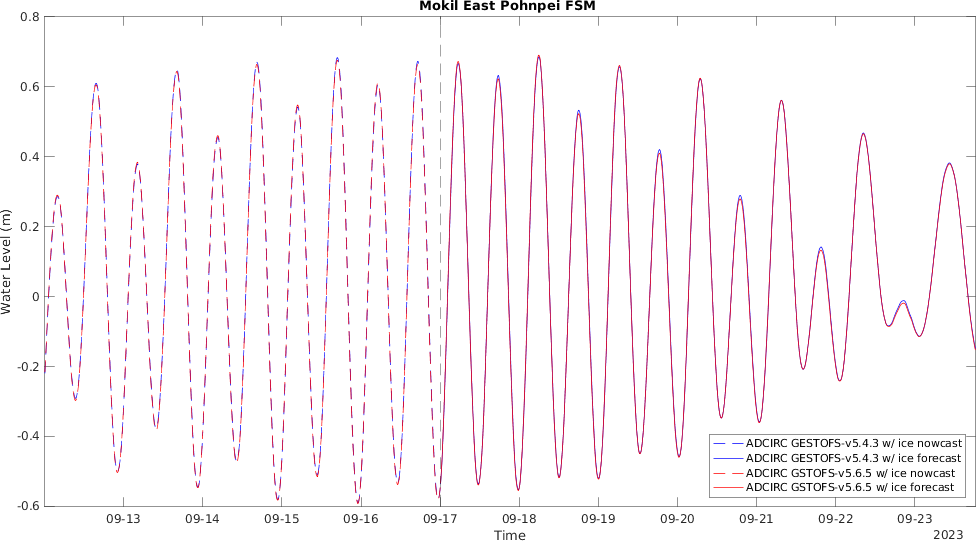 Mokil East Pohnpei FSM
0.8
0.6
0.4
0.2
0
-0.2
-0.4
-0.6
Water Level (m)
ADCIRC GESTOFS-v5.4.3 w/ ice nowcast
ADCIRC GESTOFS-v5.4.3 w/ ice forecast
ADCIRC GSTOFS-v5.6.5 w/ ice nowcast
ADCIRC GSTOFS-v5.6.5 w/ ice forecast
09-13 09-14 09-15 09-16 09-17 09-18 09-19 09-20 09-21 09-22 09-23
Time
2023